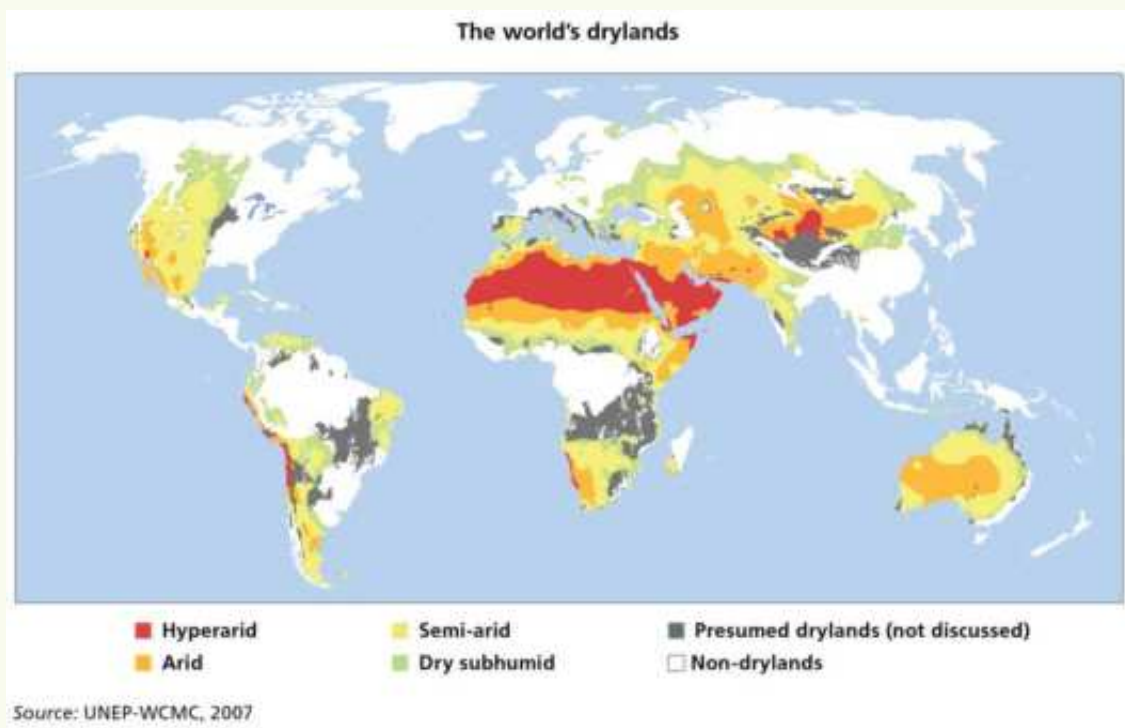 The world's drylands
Hyperarid
Semi-arid
Presumed drylands (not discussed)
Arid
Dry subhumid
Non-drylands
Source: UNEP-WCMC, 2007